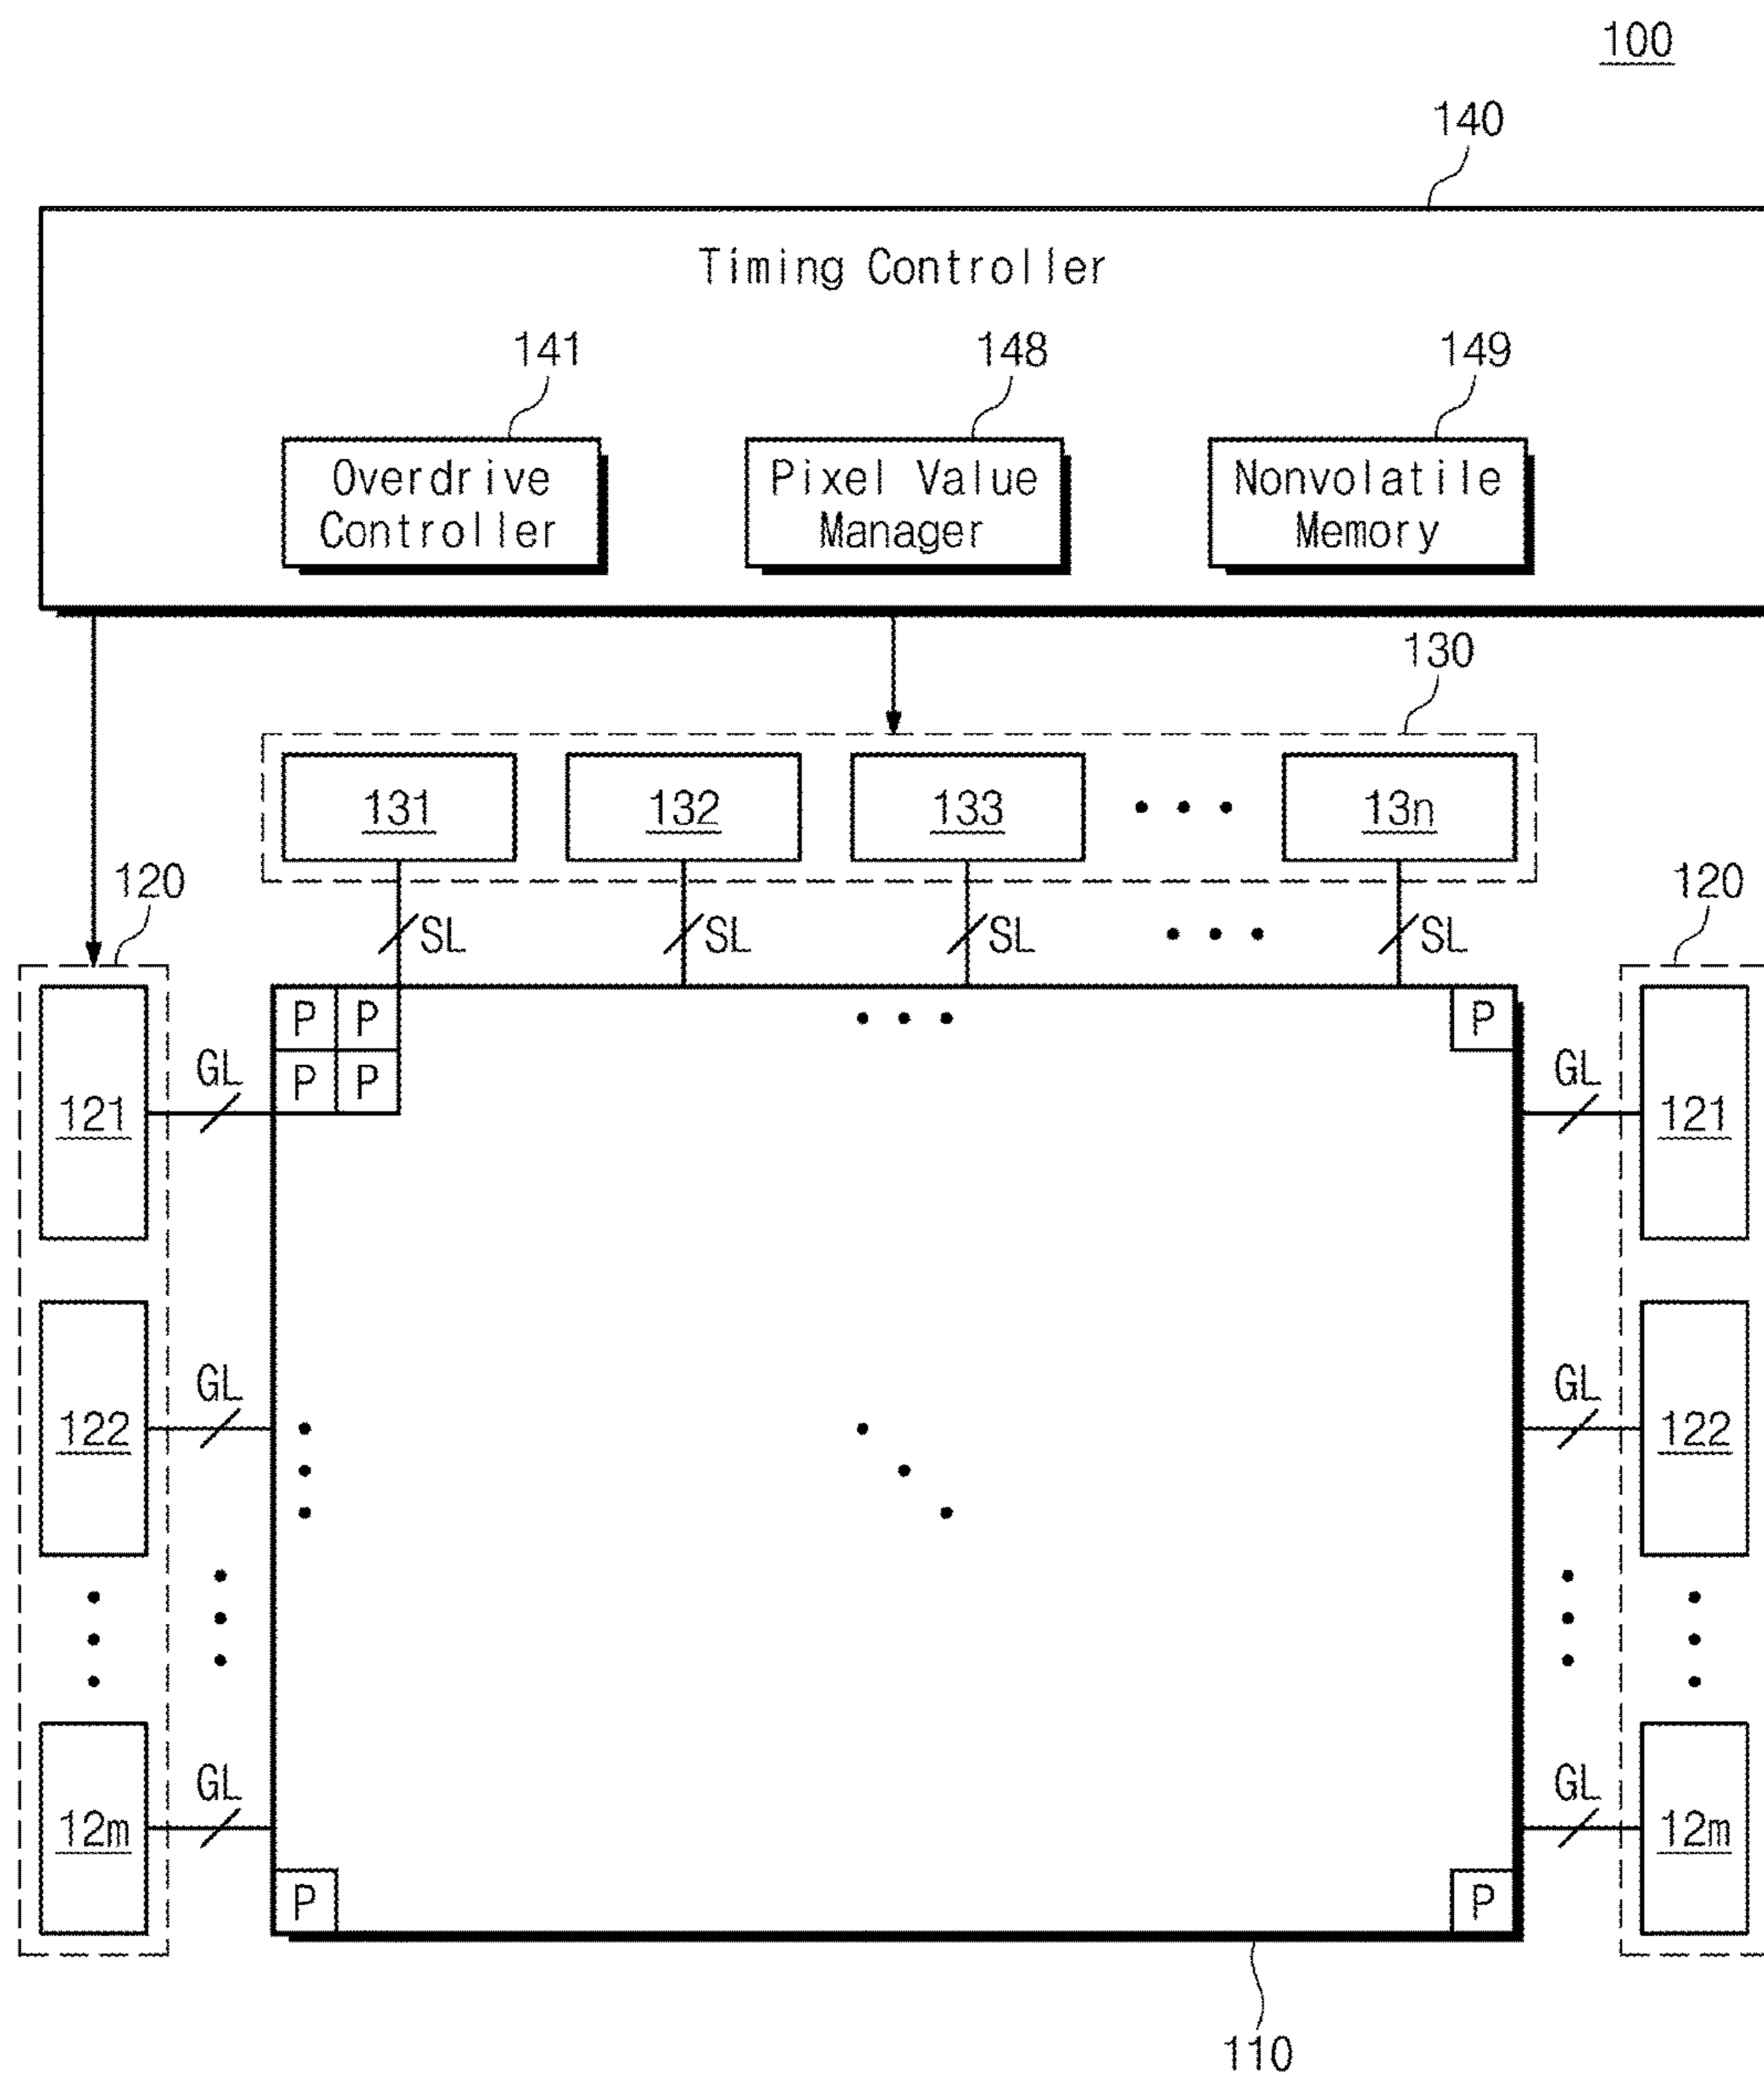 100
140
Timing Controller
141 148 149
Overdrive Controller
Pixel Value Manager
Nonvolatile Memory
130
131 132 133 13n
120 120
SL SL SL SL
P P P
P P
GL GL
121 121
GL GL
122 122
GL GL
12m 12m
P P
110